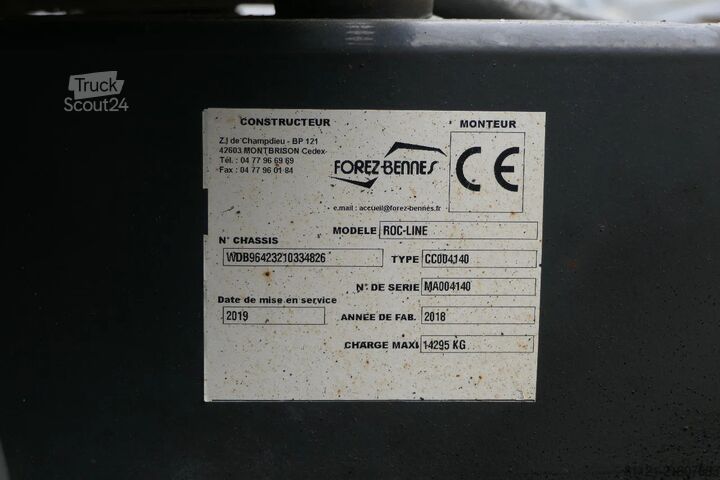 Truck
Scout24
CONSTRUCTEUR
MONTEUR
Z.I de Champdieu - BP 121
42603 MONTBRISON Cedex
Tél. : 04 77 96 69 69
Fax : 04 77 96 01 84
FOREZ-BENNES
CE
e.mail : accueil@forez-bennes.fr
MODELE ROC-LINE
N° CHASSIS
WDB96423210334826
TYPE CC004140
N° DE SERIE MA004140
Date de mise en service
2019
ANNÉE DE FAB. 2018
CHARGE MAXI 14295 KG